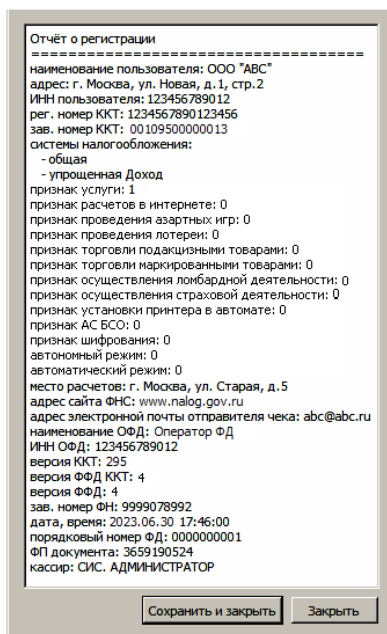 Отчёт о регистрации
======================================
наименование пользователя: ООО "АВС"
адрес: г. Москва, ул. Новая, д.1, стр.2
ИНН пользователя: 123456789012
рег. номер ККТ: 1234567890123456
зав. номер ККТ: 00109500000013
системы налогообложения:
- общая
- упрощенная Доход
признак услуги: 1
признак расчетов в интернете: 0
признак проведения азартных игр: 0
признак проведения лотереи: 0
признак торговли подакцизными товарами: 0
признак торговли маркированными товарами: 0
признак осуществления ломбардной деятельности: 0
признак осуществления страховой деятельности: 0
признак установки принтера в автомате: 0
признак АС БСО: 0
признак шифрования: 0
автономный режим: 0
автоматический режим: 0
место расчетов: г. Москва, ул. Старая, д.5
адрес сайта ФНС: www.nalog.gov.ru
адрес электронной почты отправителя чека: abc@abc.ru
наименование ОФД: Оператор ФД
ИНН ОФД: 123456789012
версия ККТ: 295
версия ФФД ККТ: 4
версия ФФД: 4
зав. номер ФН: 9999078992
дата, время: 2023.06.30 17:46:00
порядковый номер ФД: 0000000001
ФП документа: 3659190524
кассир: СИС. АДМИНИСТРАТОР
Сохранить и закрыть Закрыть